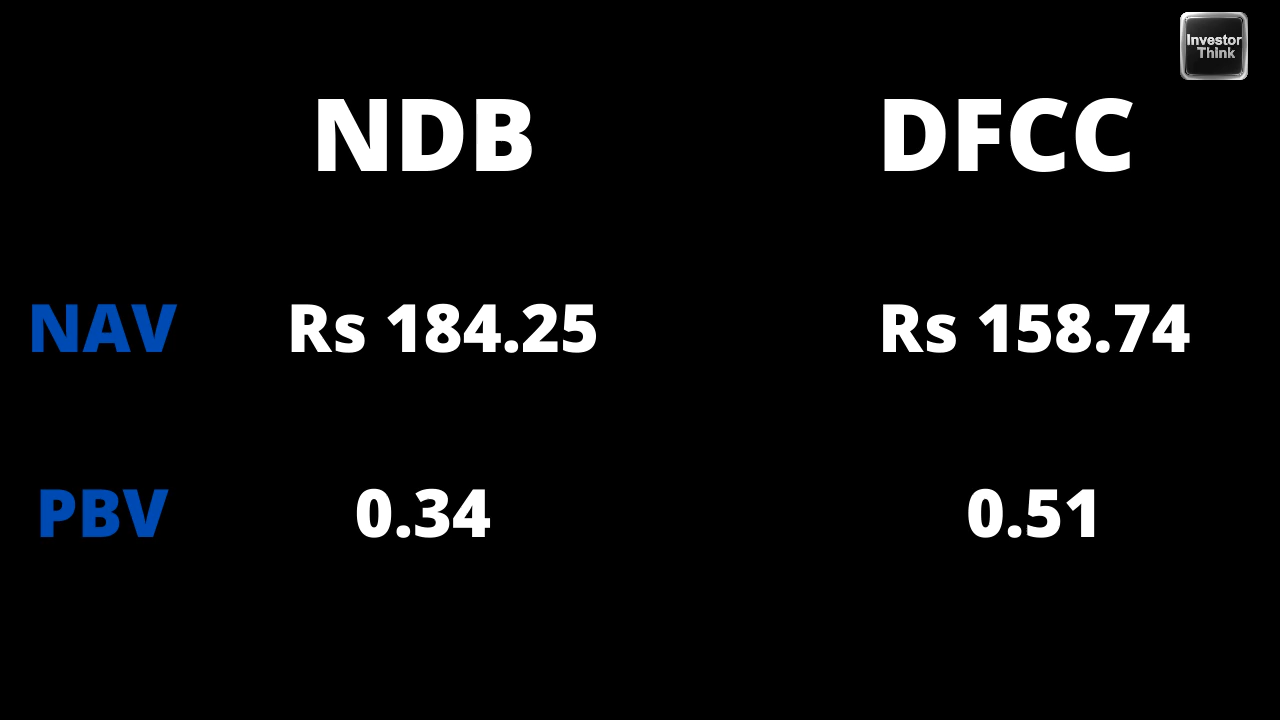 Investor
Think
NDB DFCC
NAV Rs 184.25 Rs 158.74
PBV 0.34 0.51